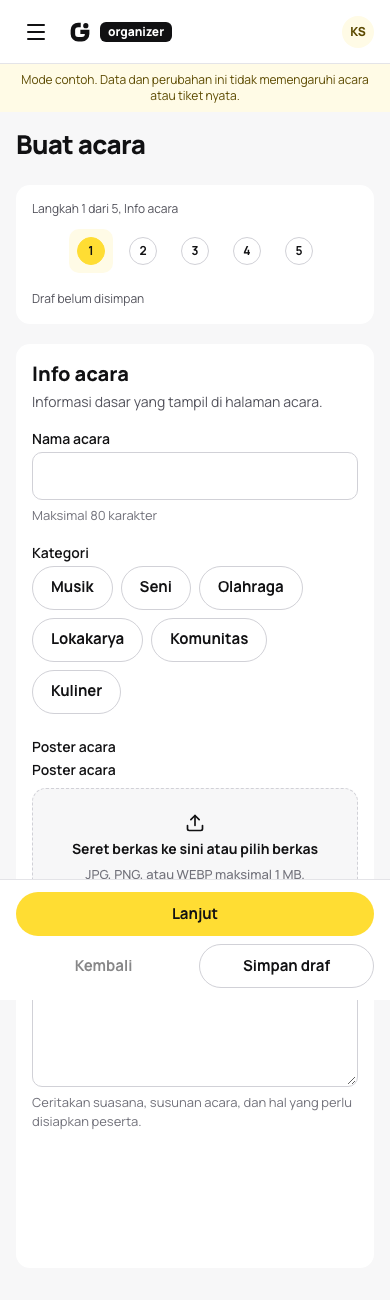 organizer
KS
Mode contoh. Data dan perubahan ini tidak memengaruhi acara
atau tiket nyata.
Buat acara
Langkah 1 dari 5, Info acara
1
2
3
4
5
Draf belum disimpan
Info acara
Informasi dasar yang tampil di halaman acara.
Nama acara
Maksimal 80 karakter
Kategori
Musik
Seni
Olahraga
Lokakarya
Komunitas
Kuliner
Poster acara
Poster acara
Seret berkas ke sini atau pilih berkas
JPG, PNG, atau WEBP maksimal 1 MB.
Lanjut
Kembali
Simpan draf
Ceritakan suasana, susunan acara, dan hal yang perlu
disiapkan peserta.